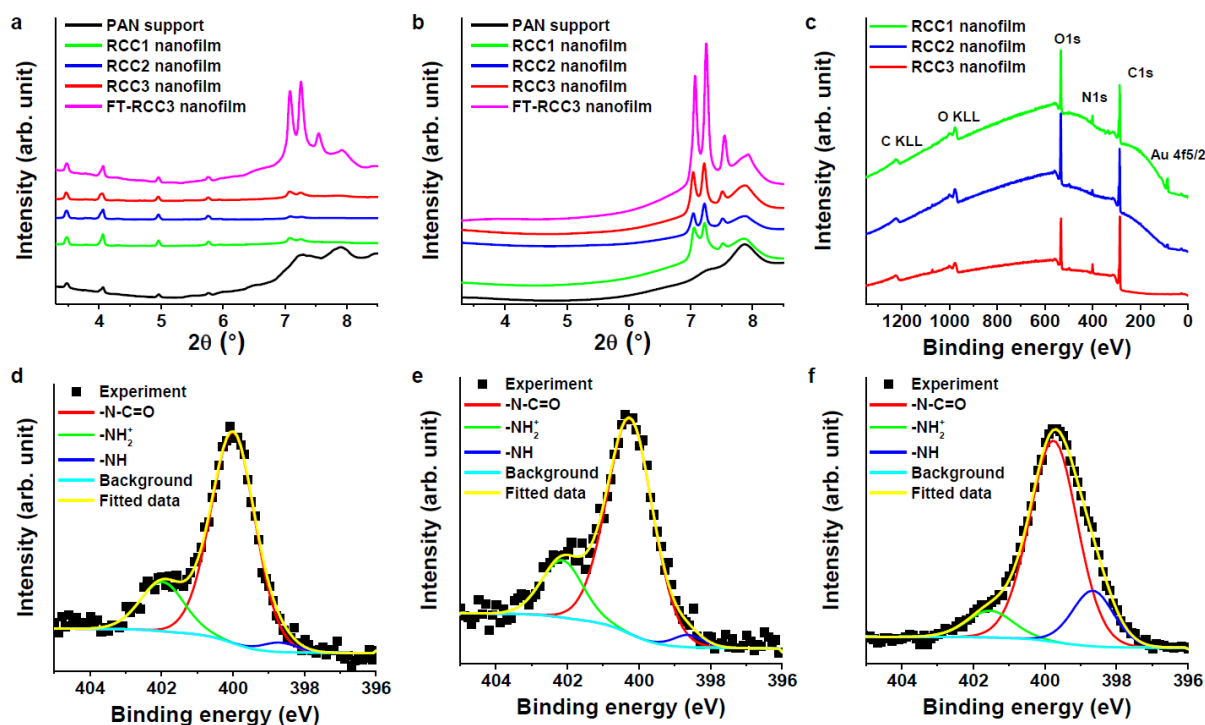 a
PAN support
RCC1 nanofilm
RCC2 nanofilm
RCC3 nanofilm
FT-RCC3 nanofilm
Intensity (arb. unit)
4 5 6 7 8
2θ (°)
b
PAN support
RCC1 nanofilm
RCC2 nanofilm
RCC3 nanofilm
FT-RCC3 nanofilm
Intensity (arb. unit)
4 5 6 7 8
2θ (°)
c
RCC1 nanofilm
RCC2 nanofilm
RCC3 nanofilm
O1s
C1s
N1s
O KLL
C KLL
Au 4f5/2
Intensity (arb. unit)
1200 1000 800 600 400 200 0
Binding energy (eV)
d
Experiment
-N-C=O
-NH₂⁺
-NH
Background
Fitted data
Intensity (arb. unit)
404 402 400 398 396
Binding energy (eV)
e
Experiment
-N-C=O
-NH₂⁺
-NH
Background
Fitted data
Intensity (arb. unit)
404 402 400 398 396
Binding energy (eV)
f
Experiment
-N-C=O
-NH₂⁺
-NH
Background
Fitted data
Intensity (arb. unit)
404 402 400 398 396
Binding energy (eV)